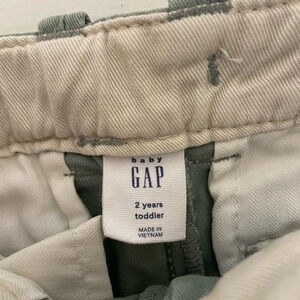 baby
GAP
2 years
toddler
MADE IN
VIETNAM